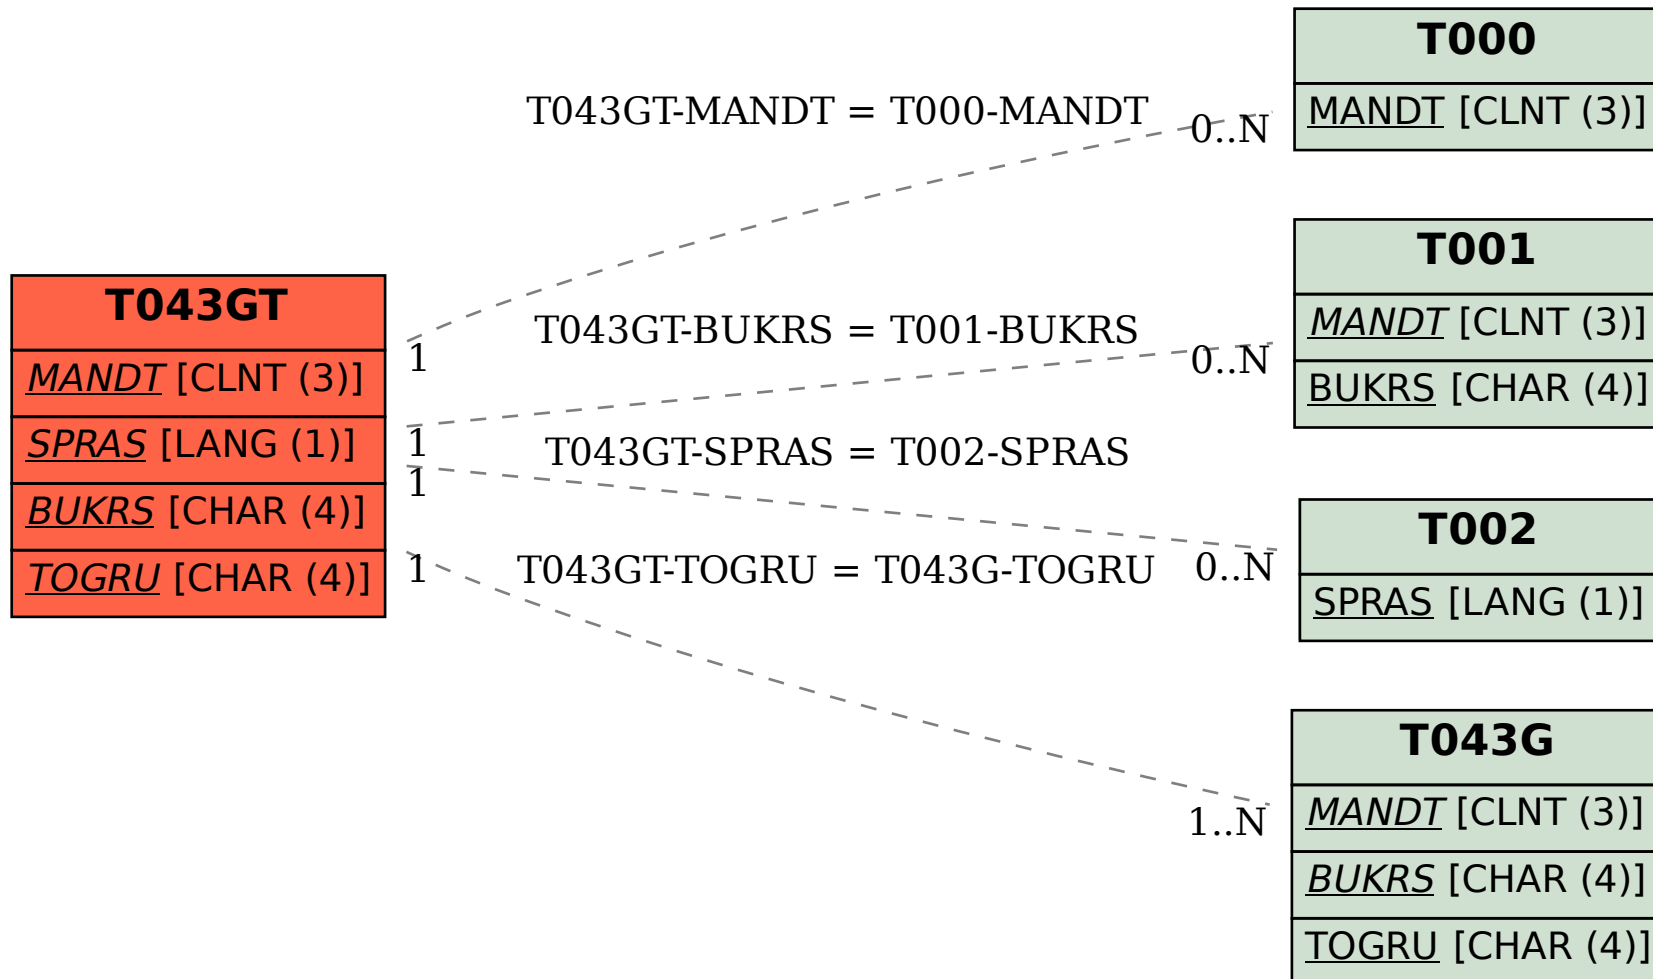 T043GT
MANDT [CLNT (3)]
SPRAS [LANG (1)]
BUKRS [CHAR (4)]
TOGRU [CHAR (4)]
T043GT-MANDT = T000-MANDT
0..N
1
T043GT-BUKRS = T001-BUKRS
0..N
1
T043GT-SPRAS = T002-SPRAS
0..N
1
T043GT-TOGRU = T043G-TOGRU
1..N
1
T000
MANDT [CLNT (3)]
T001
MANDT [CLNT (3)]
BUKRS [CHAR (4)]
T002
SPRAS [LANG (1)]
T043G
MANDT [CLNT (3)]
BUKRS [CHAR (4)]
TOGRU [CHAR (4)]